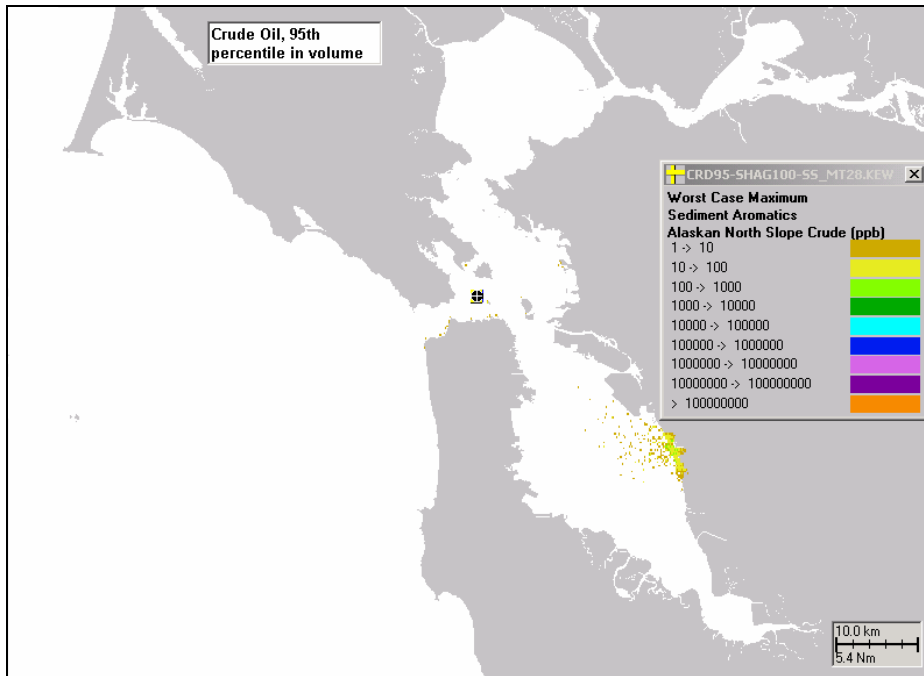 Crude Oil, 95th
percentile in volume
CRD95-SHAG100-SS_MT28.KEW
Worst Case Maximum
Sediment Aromatics
Alaskan North Slope Crude (ppb)
1 -> 10
10 -> 100
100 -> 1000
1000 -> 10000
10000 -> 100000
100000 -> 1000000
1000000 -> 10000000
10000000 -> 100000000
> 100000000
10.0 km
5.4 Nm